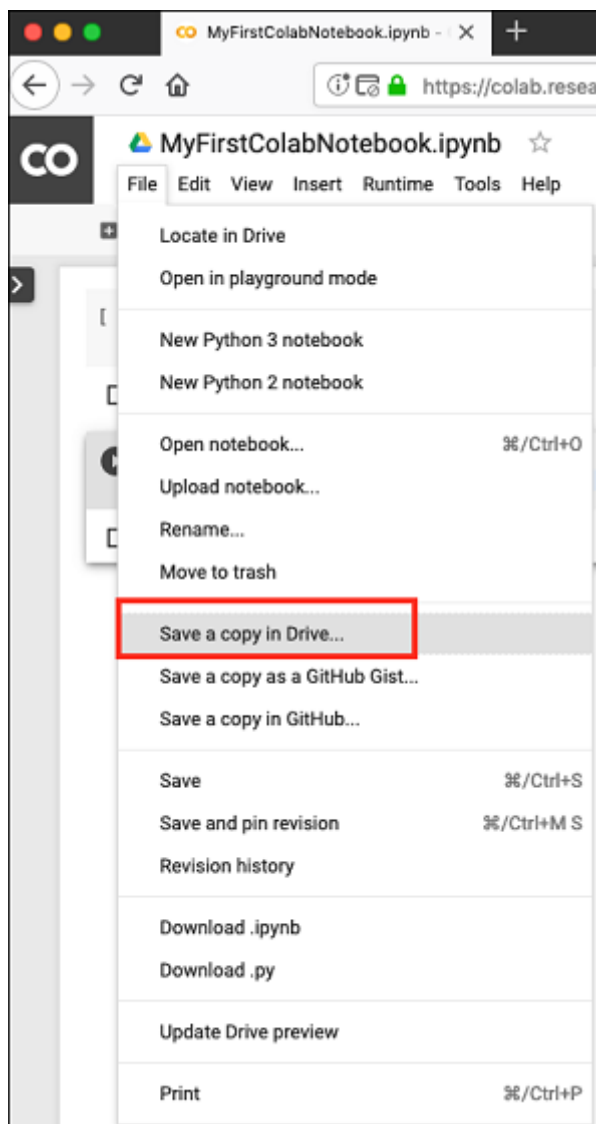 CO MyFirstColabNotebook.ipynb -
https://colab.resea
CO
MyFirstColabNotebook.ipynb
File Edit View Insert Runtime Tools Help
Locate in Drive
Open in playground mode
[
New Python 3 notebook
New Python 2 notebook
Open notebook... ⌘/Ctrl+O
Upload notebook...
Rename...
Move to trash
Save a copy in Drive...
Save a copy as a GitHub Gist...
Save a copy in GitHub...
Save ⌘/Ctrl+S
Save and pin revision ⌘/Ctrl+M S
Revision history
Download .ipynb
Download .py
Update Drive preview
Print ⌘/Ctrl+P